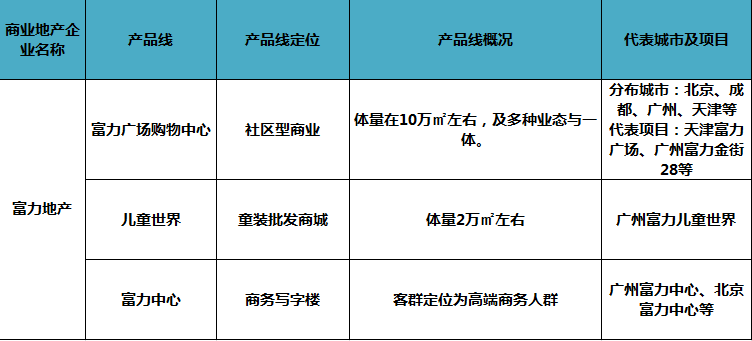 商业地产企
业名称
产品线
产品线定位
产品线概况
代表城市及项目
富力地产
富力广场购物中心
社区型商业
体量在10万㎡左右，及多种业态与一
体。
分布城市：北京、成
都、广州、天津等
代表项目：天津富力
广场、广州富力金街
28等
儿童世界
童装批发商城
体量2万㎡左右
广州富力儿童世界
富力中心
商务写字楼
客群定位为高端商务人群
广州富力中心、北京
富力中心等